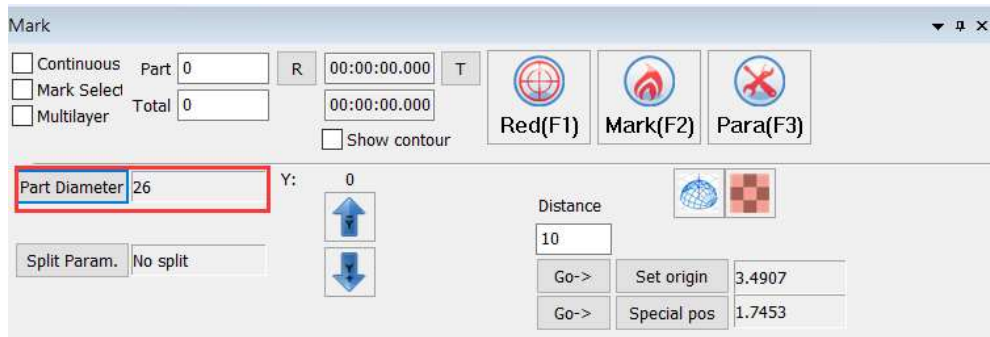 Mark
Continuous
Mark Select
Multilayer
Part 0 R 00:00:00.000 T
Total 0 00:00:00.000
Show contour
Red(F1) Mark(F2) Para(F3)
Part Diameter 26
Y: 0
Y-
Y+
Split Param. No split
Distance
10
Go-> Set origin 3.4907
Go-> Special pos 1.7453